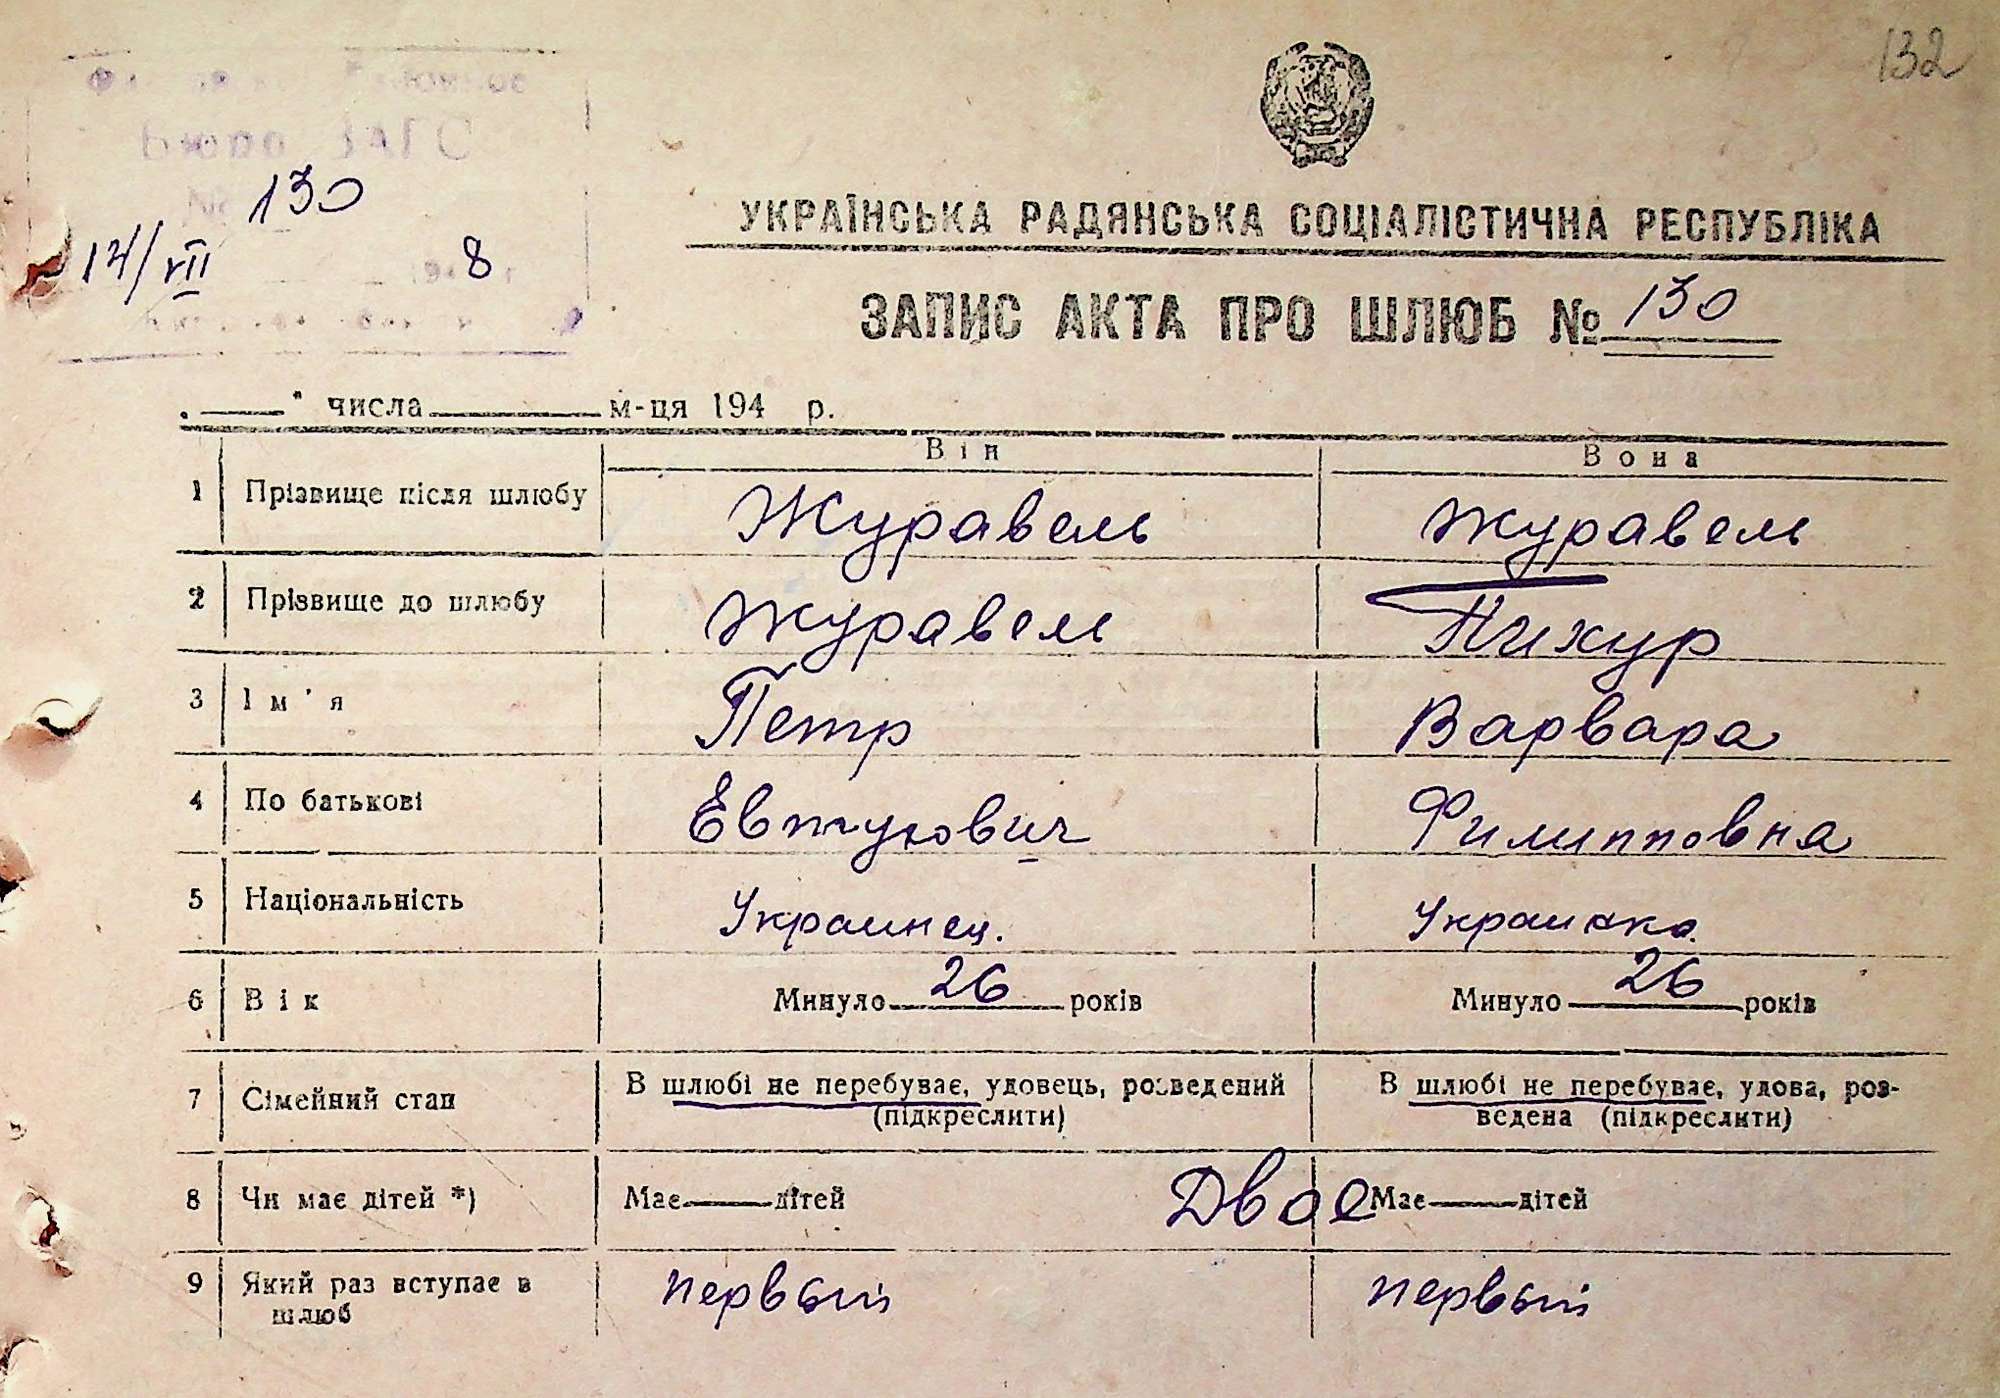 132
Бюро ЗАГС
№ 130
14/VII 1948 г
УКРАЇНСЬКА РАДЯНСЬКА СОЦІАЛІСТИЧНА РЕСПУБЛІКА
ЗАПИС АКТА ПРО ШЛЮБ № 130
„ " числа м-ця 194 р.
Він Вона
1 Прізвище після шлюбу Журавель Журавель
2 Прізвище до шлюбу Журавель Пихур
3 Ім'я Петр Варвара
4 По батькові Евтухович Филипповна
5 Національність Украинец. Украинка.
6 Вік Минуло 26 років Минуло 26 років
7 Сімейний стан В шлюбі не перебуває, удовець, розведений (підкреслити) В шлюбі не перебуває, удова, роз-
ведена (підкреслити)
8 Чи має дітей *) Має дітей Двое Має дітей
9 Який раз вступає в шлюб первый первый